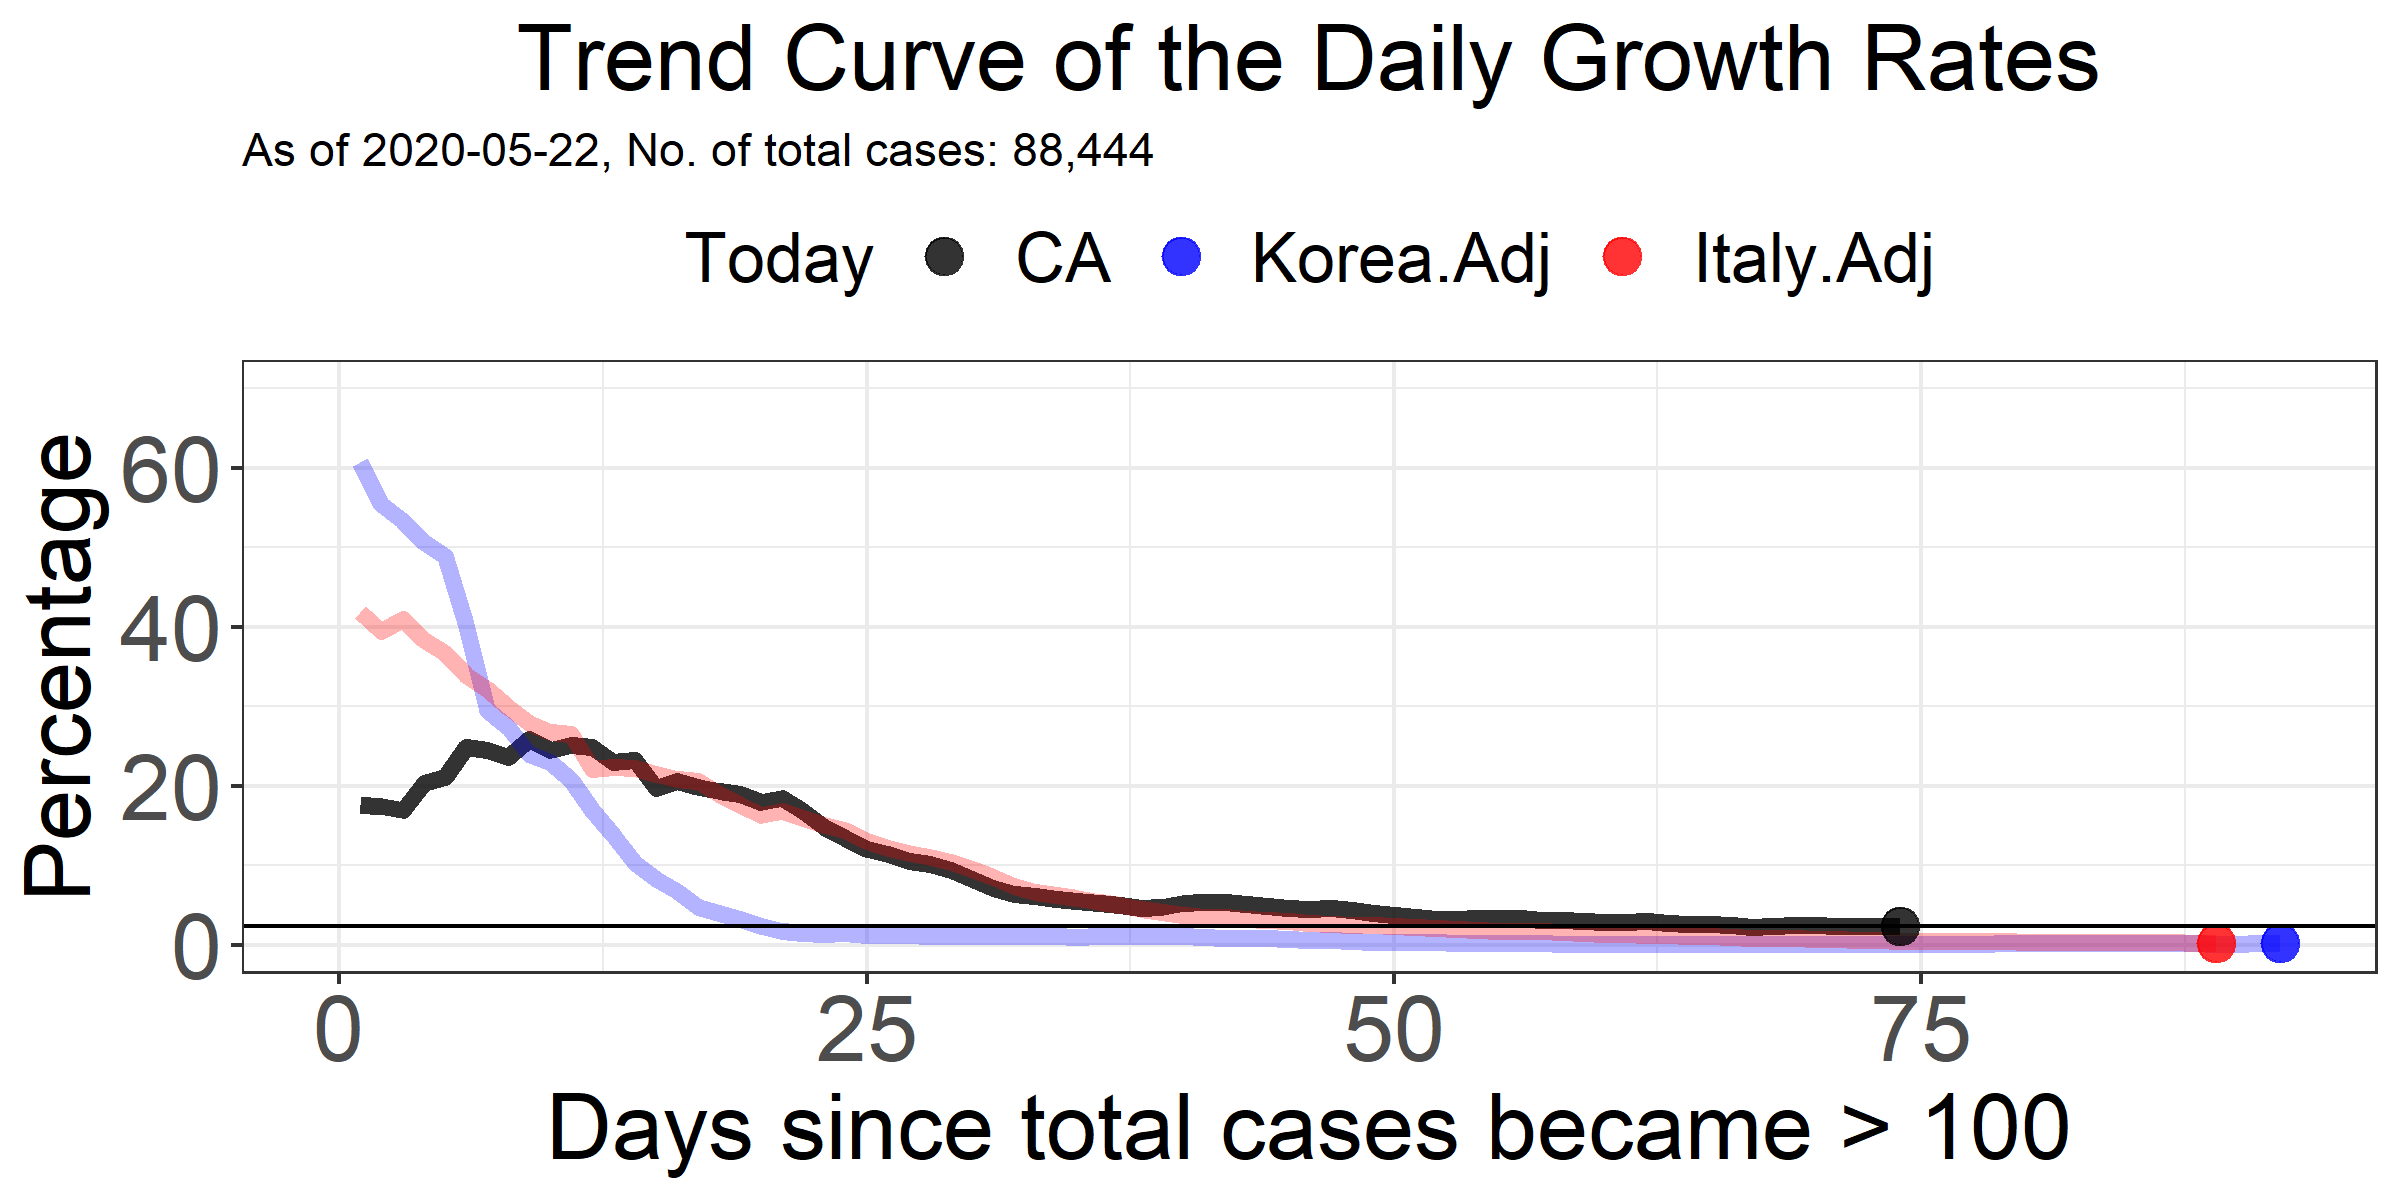 Trend Curve of the Daily Growth Rates
As of 2020-05-22, No. of total cases: 88,444
Today CA Korea.Adj Italy.Adj
Percentage
60
40
20
0
0 25 50 75
Days since total cases became > 100